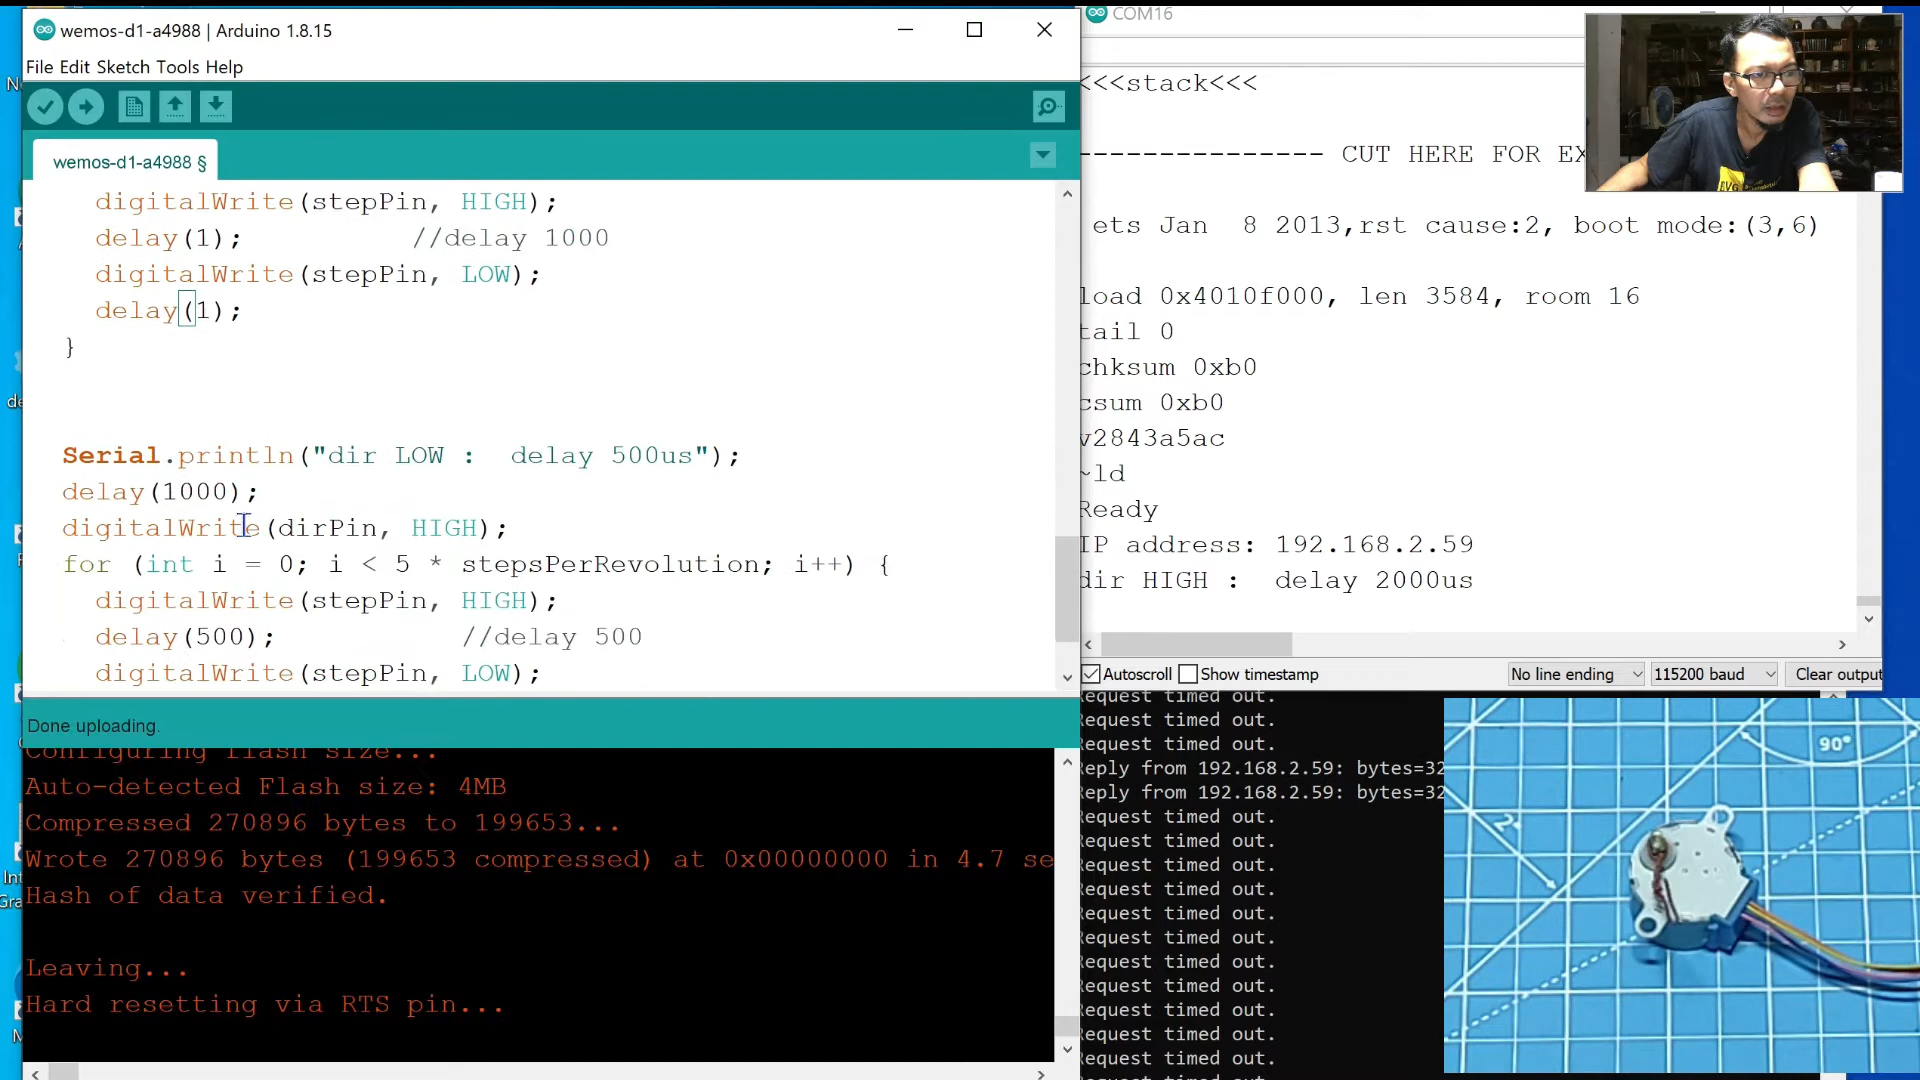 wemos-d1-a4988 | Arduino 1.8.15
File Edit Sketch Tools Help
wemos-d1-a4988 §
digitalWrite(stepPin, HIGH);
delay(1); //delay 1000
digitalWrite(stepPin, LOW);
delay(1);
}
Serial.println("dir LOW :  delay 500us");
delay(1000);
digitalWrite(dirPin, HIGH);
for (int i = 0; i < 5 * stepsPerRevolution; i++) {
digitalWrite(stepPin, HIGH);
delay(500); //delay 500
digitalWrite(stepPin, LOW);
Done uploading.
Configuring flash size...
Auto-detected Flash size: 4MB
Compressed 270896 bytes to 199653...
Wrote 270896 bytes (199653 compressed) at 0x00000000 in 4.7 se
Hash of data verified.
Leaving...
Hard resetting via RTS pin...
COM16
<<<stack<<<
--------------- CUT HERE FOR EX
ets Jan  8 2013,rst cause:2, boot mode:(3,6)
load 0x4010f000, len 3584, room 16
tail 0
chksum 0xb0
csum 0xb0
v2843a5ac
~ld
Ready
IP address: 192.168.2.59
dir HIGH :  delay 2000us
Autoscroll Show timestamp No line ending 115200 baud Clear output
Request timed out.
Request timed out.
Request timed out.
Reply from 192.168.2.59: bytes=32
Reply from 192.168.2.59: bytes=32
Request timed out.
Request timed out.
Request timed out.
Request timed out.
Request timed out.
Request timed out.
Request timed out.
Request timed out.
Request timed out.
Request timed out.
Request timed out.
90°